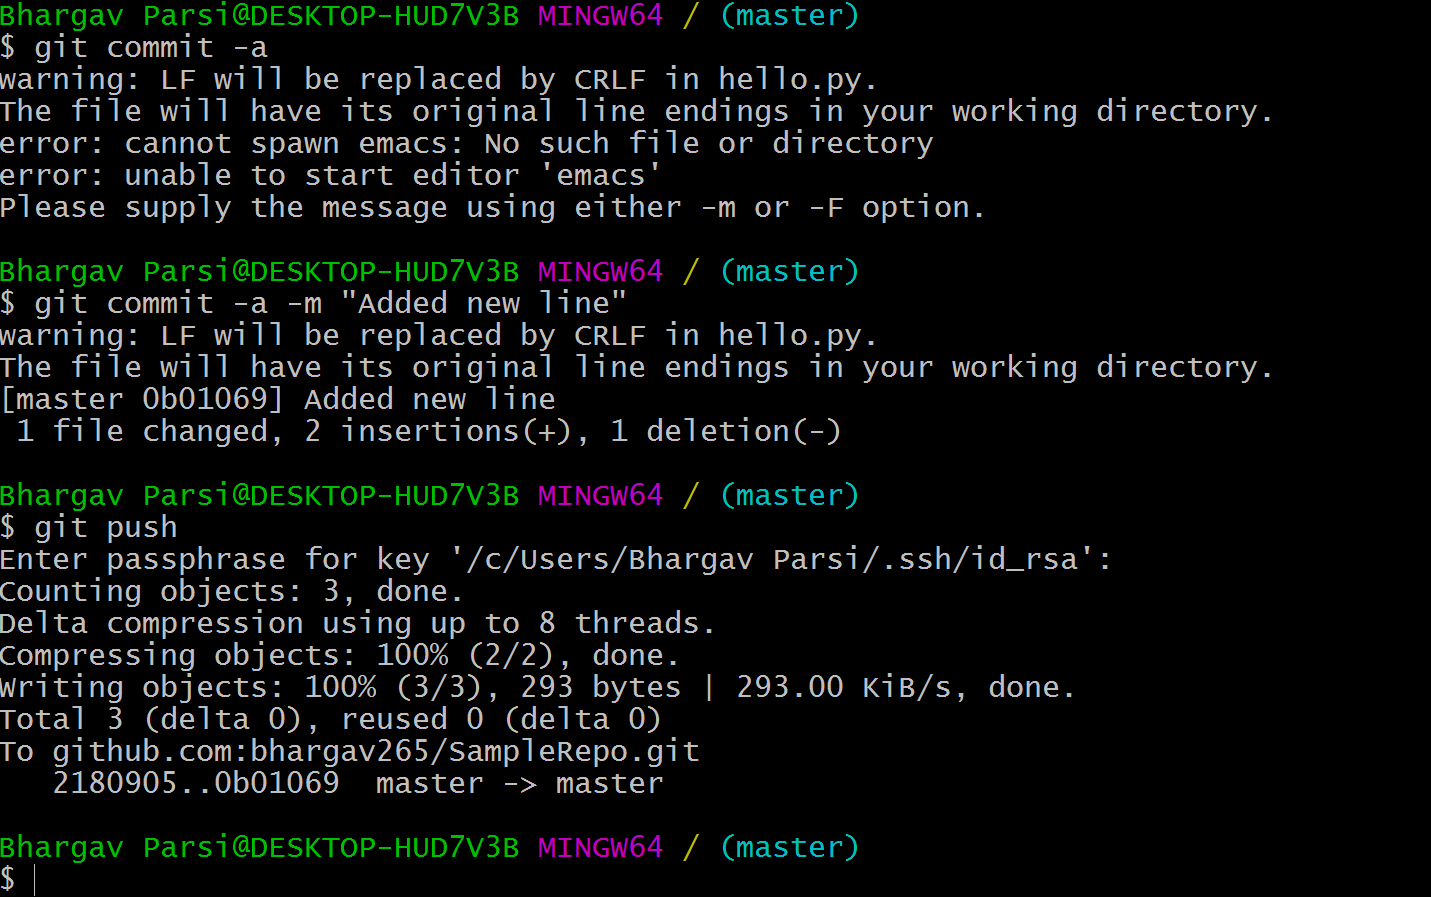 Bhargav Parsi@DESKTOP-HUD7V3B MINGW64 / (master)
$ git commit -a
warning: LF will be replaced by CRLF in hello.py.
The file will have its original line endings in your working directory.
error: cannot spawn emacs: No such file or directory
error: unable to start editor 'emacs'
Please supply the message using either -m or -F option.

Bhargav Parsi@DESKTOP-HUD7V3B MINGW64 / (master)
$ git commit -a -m "Added new line"
warning: LF will be replaced by CRLF in hello.py.
The file will have its original line endings in your working directory.
[master 0b01069] Added new line
 1 file changed, 2 insertions(+), 1 deletion(-)

Bhargav Parsi@DESKTOP-HUD7V3B MINGW64 / (master)
$ git push
Enter passphrase for key '/c/Users/Bhargav Parsi/.ssh/id_rsa':
Counting objects: 3, done.
Delta compression using up to 8 threads.
Compressing objects: 100% (2/2), done.
Writing objects: 100% (3/3), 293 bytes | 293.00 KiB/s, done.
Total 3 (delta 0), reused 0 (delta 0)
To github.com:bhargav265/SampleRepo.git
   2180905..0b01069  master -> master

Bhargav Parsi@DESKTOP-HUD7V3B MINGW64 / (master)
$